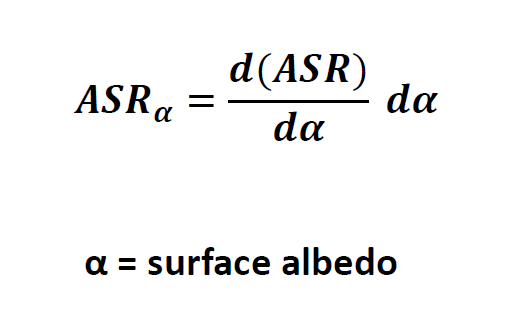 ASR_α = d(ASR)/dα dα
α = surface albedo